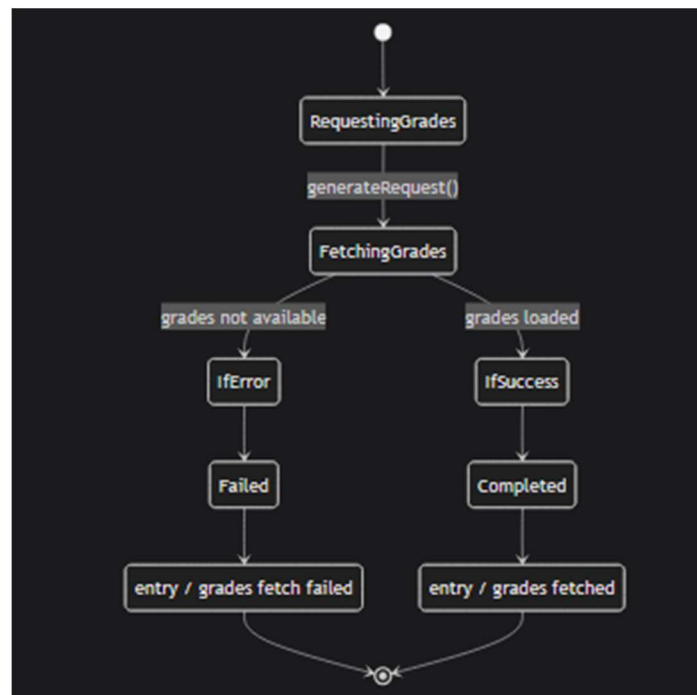 RequestingGrades
generateRequest()
FetchingGrades
grades not available
grades loaded
IfError
IfSuccess
Failed
Completed
entry / grades fetch failed
entry / grades fetched